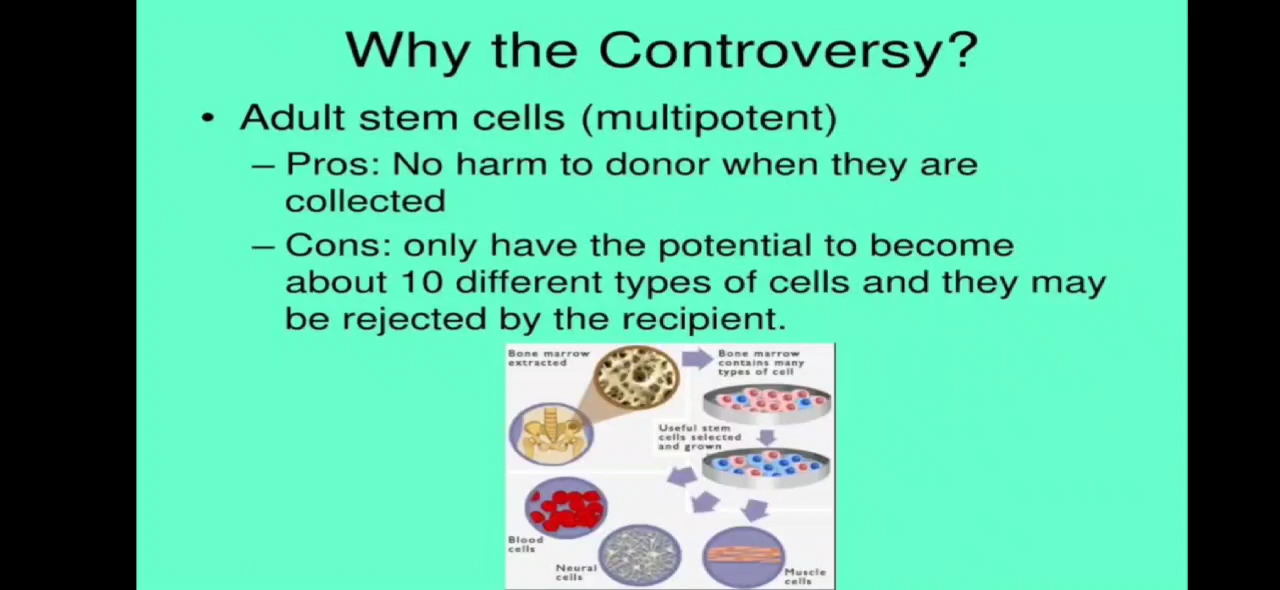 Why the Controversy?
• Adult stem cells (multipotent)
– Pros: No harm to donor when they are
collected
– Cons: only have the potential to become
about 10 different types of cells and they may
be rejected by the recipient.
Bone marrow
extracted
Bone marrow
contains many
types of cell
Useful stem
cells selected
and grown
Blood
cells
Neural
cells
Muscle
cells